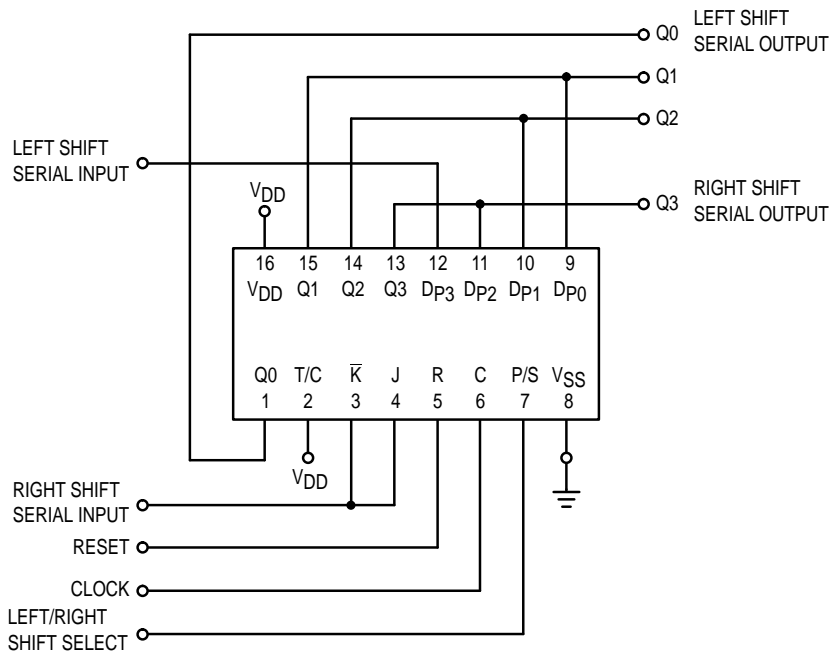 LEFT SHIFT
SERIAL OUTPUT
Q0
Q1
Q2
LEFT SHIFT
SERIAL INPUT
VDD
RIGHT SHIFT
SERIAL OUTPUT
Q3
16 15 14 13 12 11 10 9
VDD Q1 Q2 Q3 DP3 DP2 DP1 DP0
Q0 T/C K̅ J R C P/S VSS
1 2 3 4 5 6 7 8
VDD
RIGHT SHIFT
SERIAL INPUT
RESET
CLOCK
LEFT/RIGHT
SHIFT SELECT